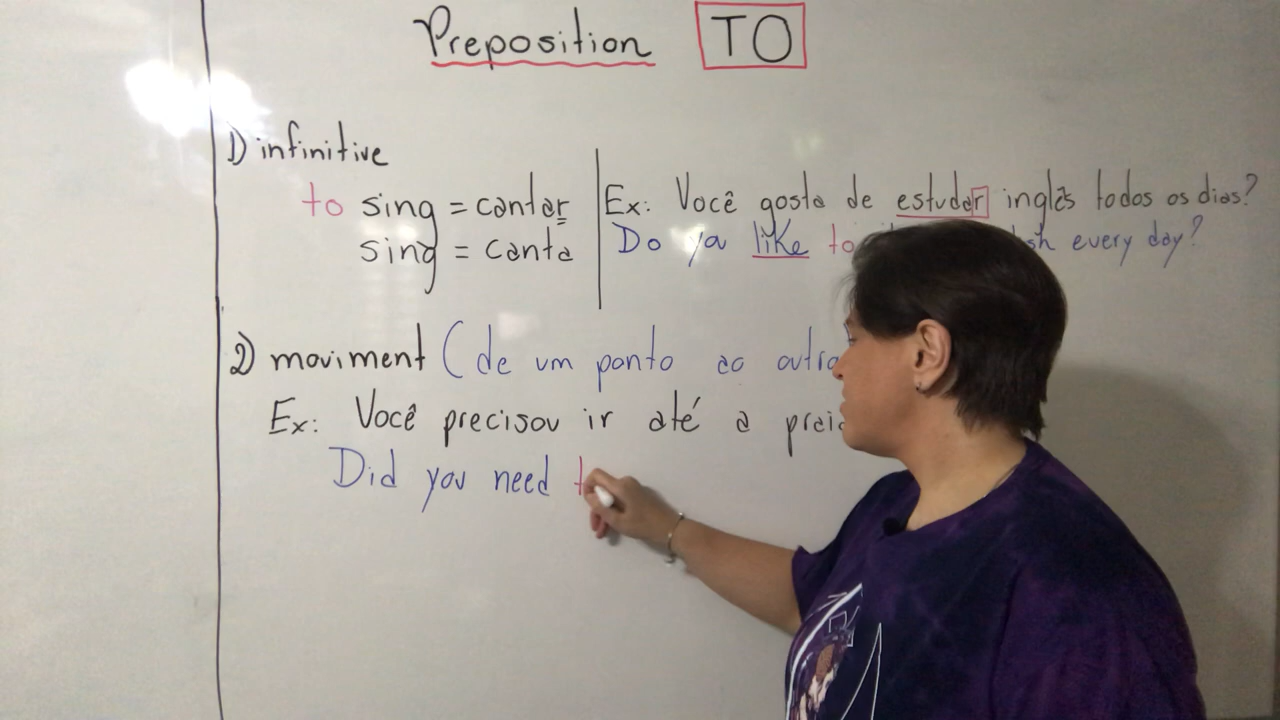 Preposition TO
1) infinitive
to sing = cantar
sing = canta
Ex: Você gosta de estudar inglês todos os dias?
Do ya like to every day?
2) moviment (de um ponto ao outro
Ex: Você precisou ir até a praia
Did you need t